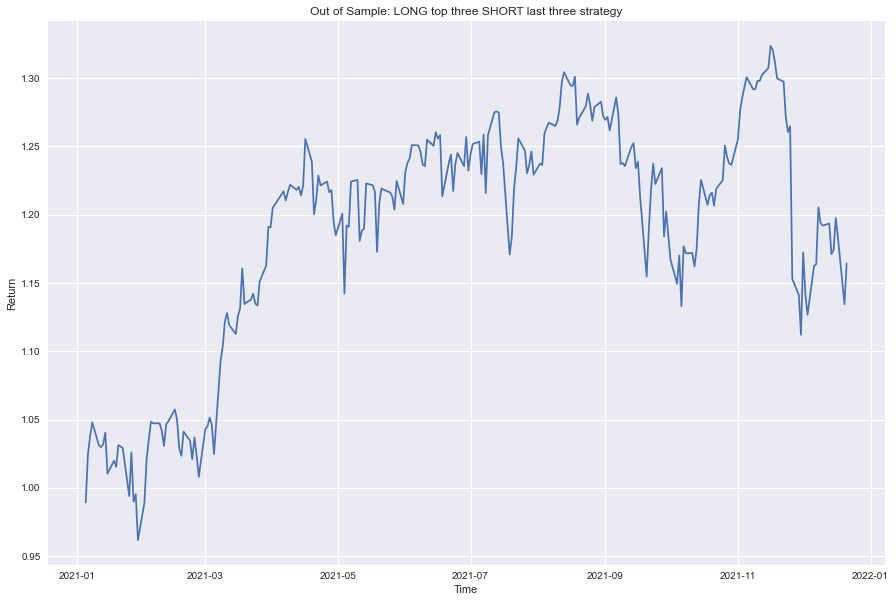 Out of Sample: LONG top three SHORT last three strategy
1.30
1.25
1.20
1.15
1.10
1.05
1.00
0.95
Return
2021-01 2021-03 2021-05 2021-07 2021-09 2021-11 2022-01
Time